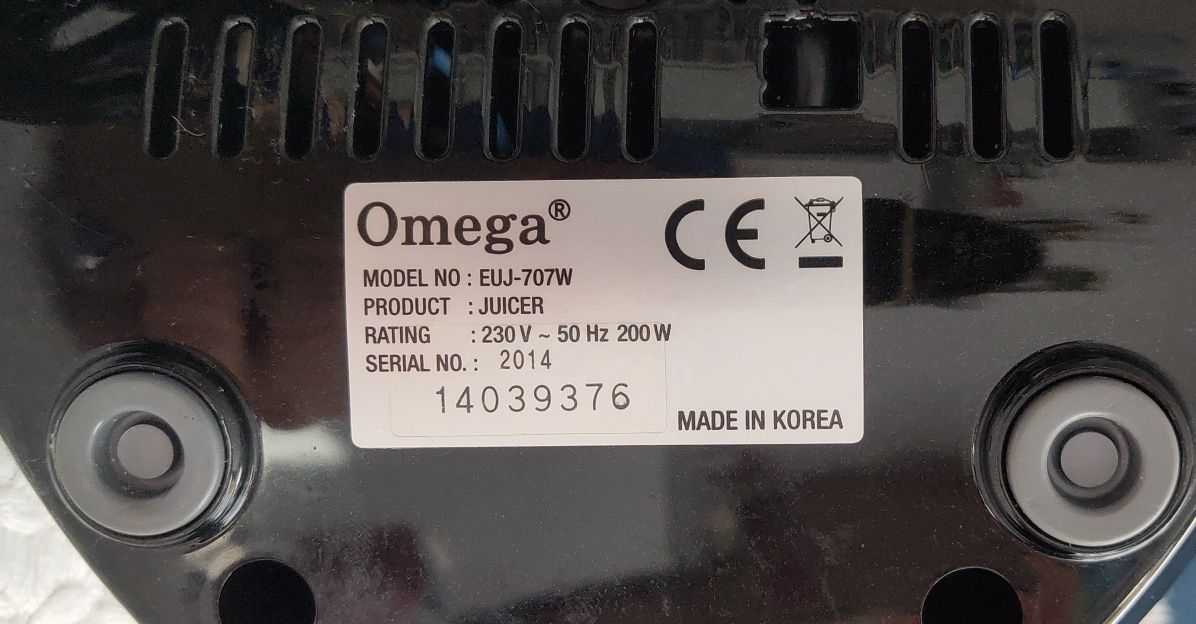 Omega®
CE
MODEL NO : EUJ-707W
PRODUCT : JUICER
RATING : 230 V ~ 50 Hz 200 W
SERIAL NO. : 2014
14039376
MADE IN KOREA